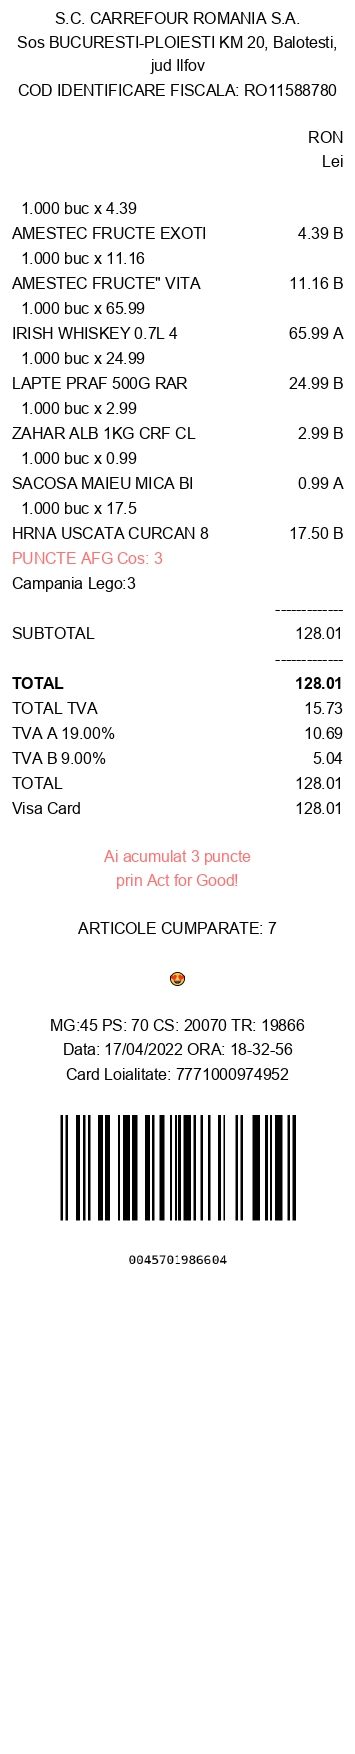 S.C. CARREFOUR ROMANIA S.A.
Sos BUCURESTI-PLOIESTI KM 20, Balotesti,
jud Ilfov
COD IDENTIFICARE FISCALA: RO11588780
RON
Lei
1.000 buc x 4.39
AMESTEC FRUCTE EXOTI 4.39 B
1.000 buc x 11.16
AMESTEC FRUCTE" VITA 11.16 B
1.000 buc x 65.99
IRISH WHISKEY 0.7L 4 65.99 A
1.000 buc x 24.99
LAPTE PRAF 500G RAR 24.99 B
1.000 buc x 2.99
ZAHAR ALB 1KG CRF CL 2.99 B
1.000 buc x 0.99
SACOSA MAIEU MICA BI 0.99 A
1.000 buc x 17.5
HRNA USCATA CURCAN 8 17.50 B
PUNCTE AFG Cos: 3
Campania Lego:3
-------------
SUBTOTAL 128.01
-------------
TOTAL 128.01
TOTAL TVA 15.73
TVA A 19.00% 10.69
TVA B 9.00% 5.04
TOTAL 128.01
Visa Card 128.01
Ai acumulat 3 puncte
prin Act for Good!
ARTICOLE CUMPARATE: 7
😍
MG:45 PS: 70 CS: 20070 TR: 19866
Data: 17/04/2022 ORA: 18-32-56
Card Loialitate: 7771000974952
0045701986604